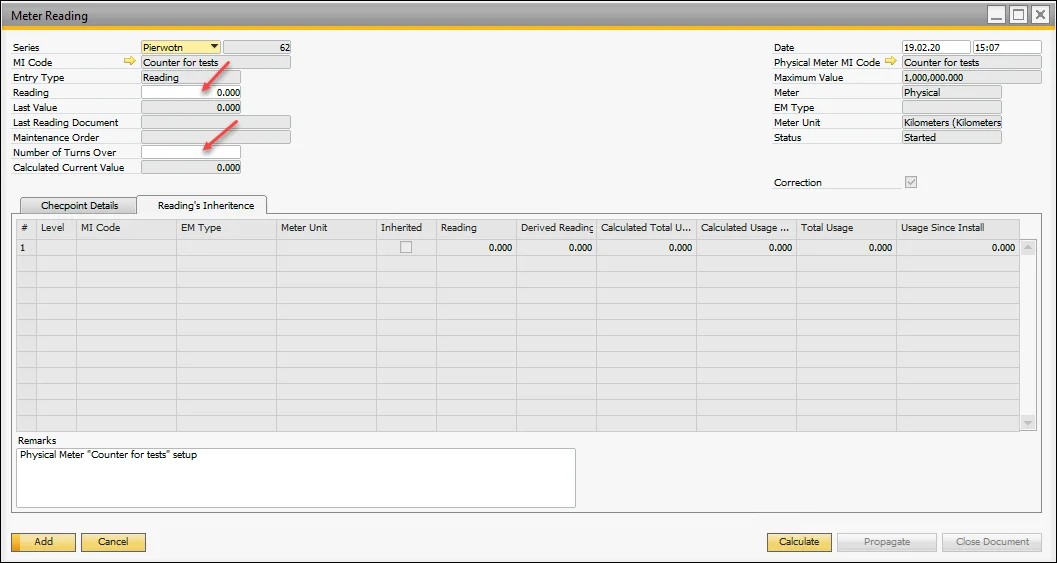 Meter Reading
Series Pierwotn 62
MI Code Counter for tests
Entry Type Reading
Reading 0.000
Last Value 0.000
Last Reading Document
Maintenance Order
Number of Turns Over
Calculated Current Value 0.000
Date 19.02.20 15:07
Physical Meter MI Code Counter for tests
Maximum Value 1,000,000.000
Meter Physical
EM Type
Meter Unit Kilometers (Kilometers
Status Started
Correction
Checpoint Details Reading's Inheritence
# Level MI Code EM Type Meter Unit Inherited Reading Derived Reading Calculated Total U... Calculated Usage ... Total Usage Usage Since Install
1 0.000 0.000 0.000 0.000 0.000 0.000
Remarks
Physical Meter "Counter for tests" setup
Add Cancel Calculate Propagate Close Document